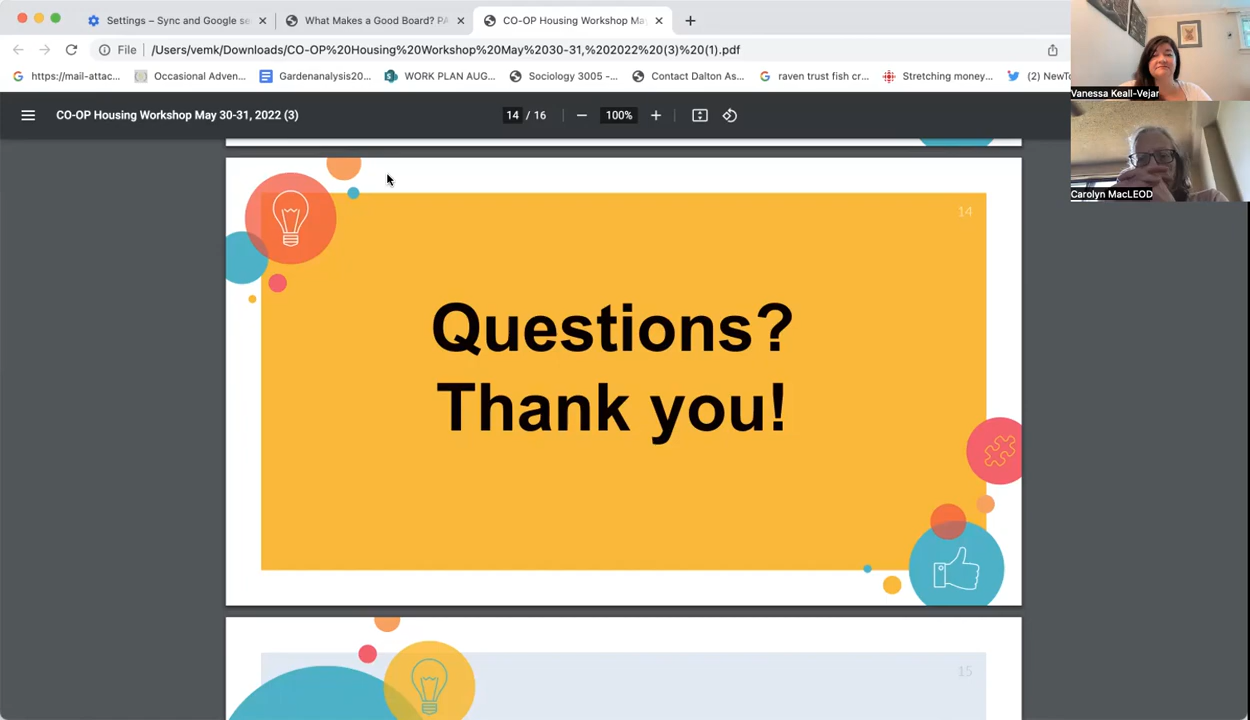 Settings – Sync and Google se
What Makes a Good Board? PA
CO-OP Housing Workshop Ma
File
/Users/vemk/Downloads/CO-OP%20Housing%20Workshop%20May%2030-31,%202022%20(3)%20(1).pdf
https://mail-attac...
Occasional Adven...
Gardenanalysis20...
WORK PLAN AUG...
Sociology 3005 -...
Contact Dalton As...
raven trust fish cr...
Stretching money...
(2) NewTo
Vanessa Keall-Vejar
CO-OP Housing Workshop May 30-31, 2022 (3)
14 / 16
100%
Carolyn MacLEOD
14
Questions?
Thank you!
15